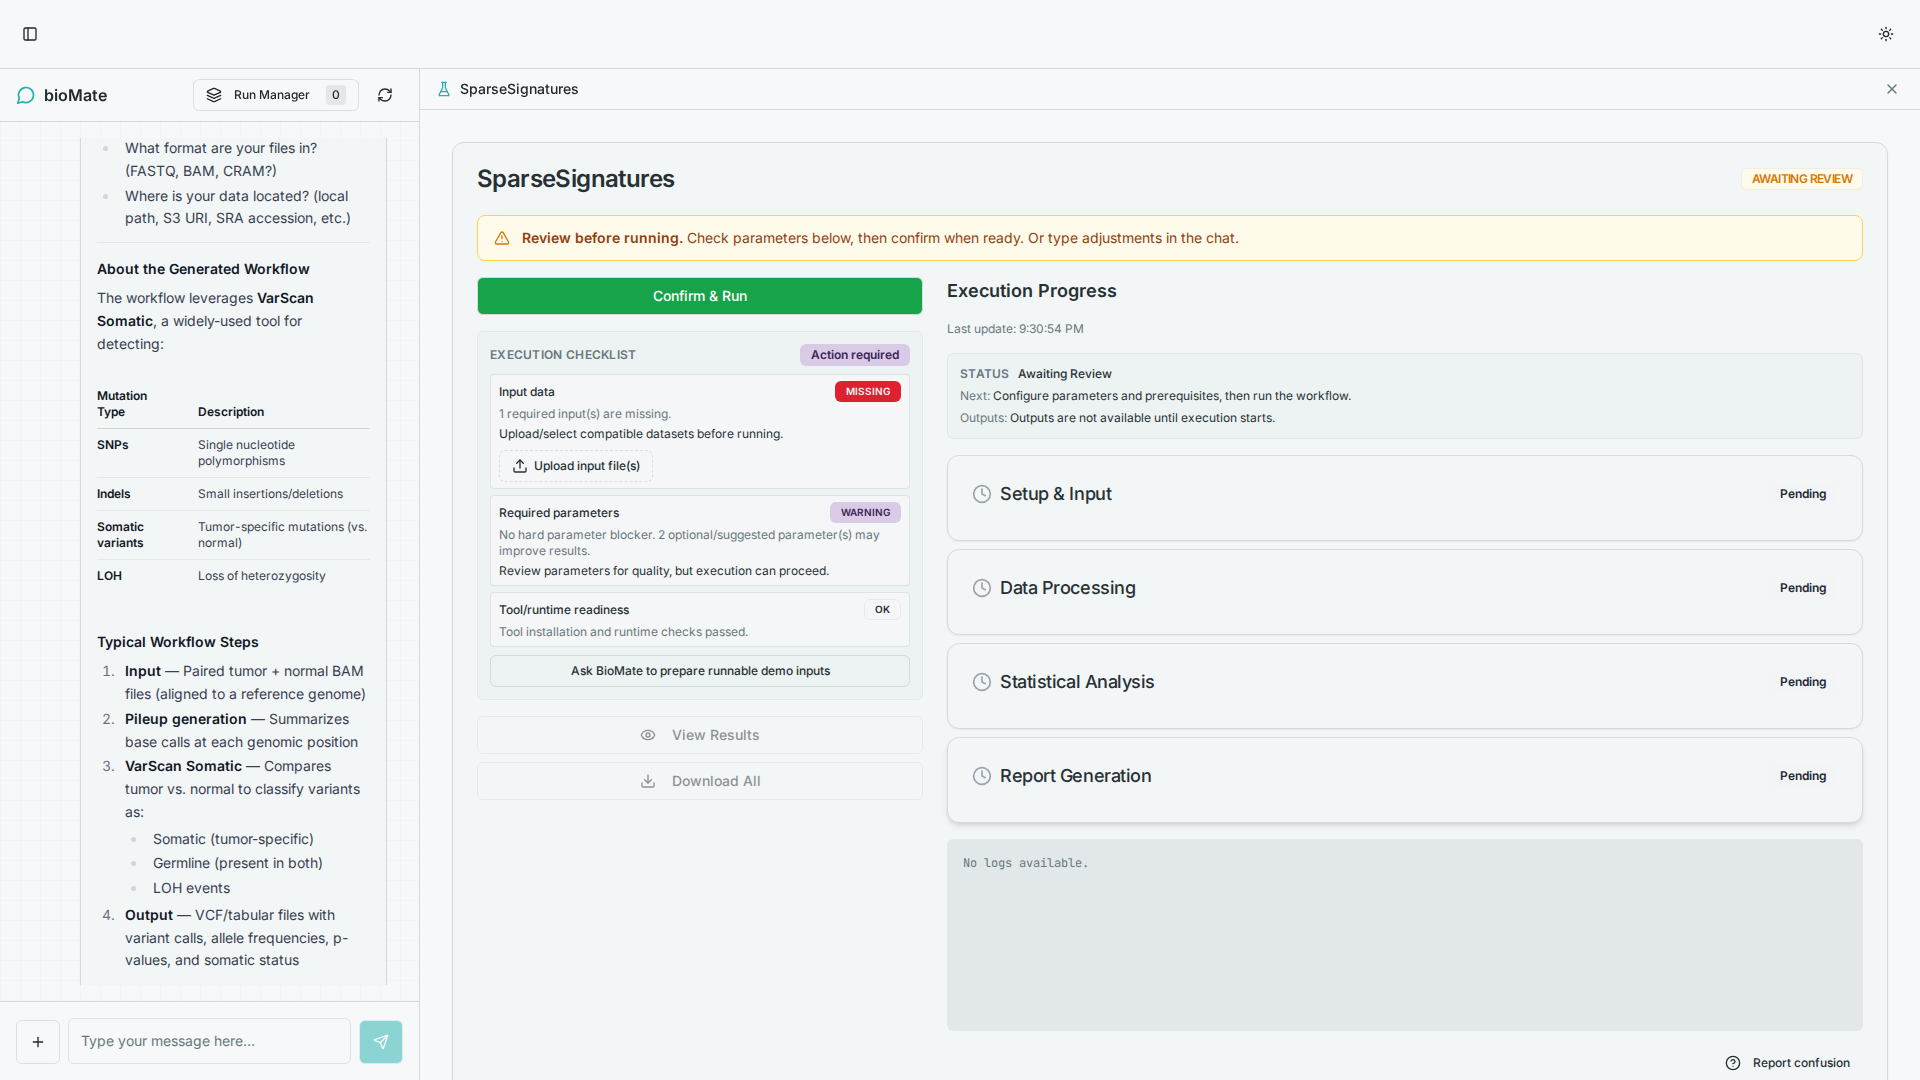 bioMate
Run Manager 0
What format are your files in?
(FASTQ, BAM, CRAM?)
Where is your data located? (local
path, S3 URI, SRA accession, etc.)
About the Generated Workflow
The workflow leverages VarScan
Somatic, a widely-used tool for
detecting:
Mutation
Type Description
SNPs Single nucleotide
polymorphisms
Indels Small insertions/deletions
Somatic Tumor-specific mutations (vs.
variants normal)
LOH Loss of heterozygosity
Typical Workflow Steps
1. Input — Paired tumor + normal BAM
files (aligned to a reference genome)
2. Pileup generation — Summarizes
base calls at each genomic position
3. VarScan Somatic — Compares
tumor vs. normal to classify variants
as:
Somatic (tumor-specific)
Germline (present in both)
LOH events
4. Output — VCF/tabular files with
variant calls, allele frequencies, p-
values, and somatic status
Type your message here...
SparseSignatures
SparseSignatures
AWAITING REVIEW
Review before running. Check parameters below, then confirm when ready. Or type adjustments in the chat.
Confirm & Run
EXECUTION CHECKLIST
Action required
Input data
MISSING
1 required input(s) are missing.
Upload/select compatible datasets before running.
Upload input file(s)
Required parameters
WARNING
No hard parameter blocker. 2 optional/suggested parameter(s) may
improve results.
Review parameters for quality, but execution can proceed.
Tool/runtime readiness
OK
Tool installation and runtime checks passed.
Ask BioMate to prepare runnable demo inputs
View Results
Download All
Execution Progress
Last update: 9:30:54 PM
STATUS Awaiting Review
Next: Configure parameters and prerequisites, then run the workflow.
Outputs: Outputs are not available until execution starts.
Setup & Input
Pending
Data Processing
Pending
Statistical Analysis
Pending
Report Generation
Pending
No logs available.
Report confusion